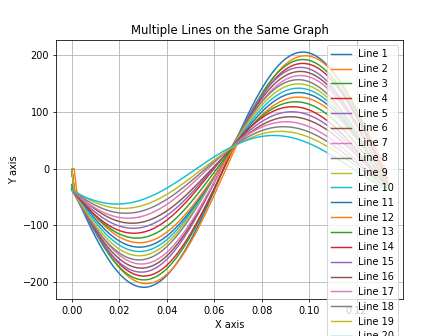 Multiple Lines on the Same Graph
200
100
0
−100
−200
Y axis
0.00
0.02
0.04
0.06
0.08
0.10
X axis
Line 1
Line 2
Line 3
Line 4
Line 5
Line 6
Line 7
Line 8
Line 9
Line 10
Line 11
Line 12
Line 13
Line 14
Line 15
Line 16
Line 17
Line 18
Line 19
Line 20